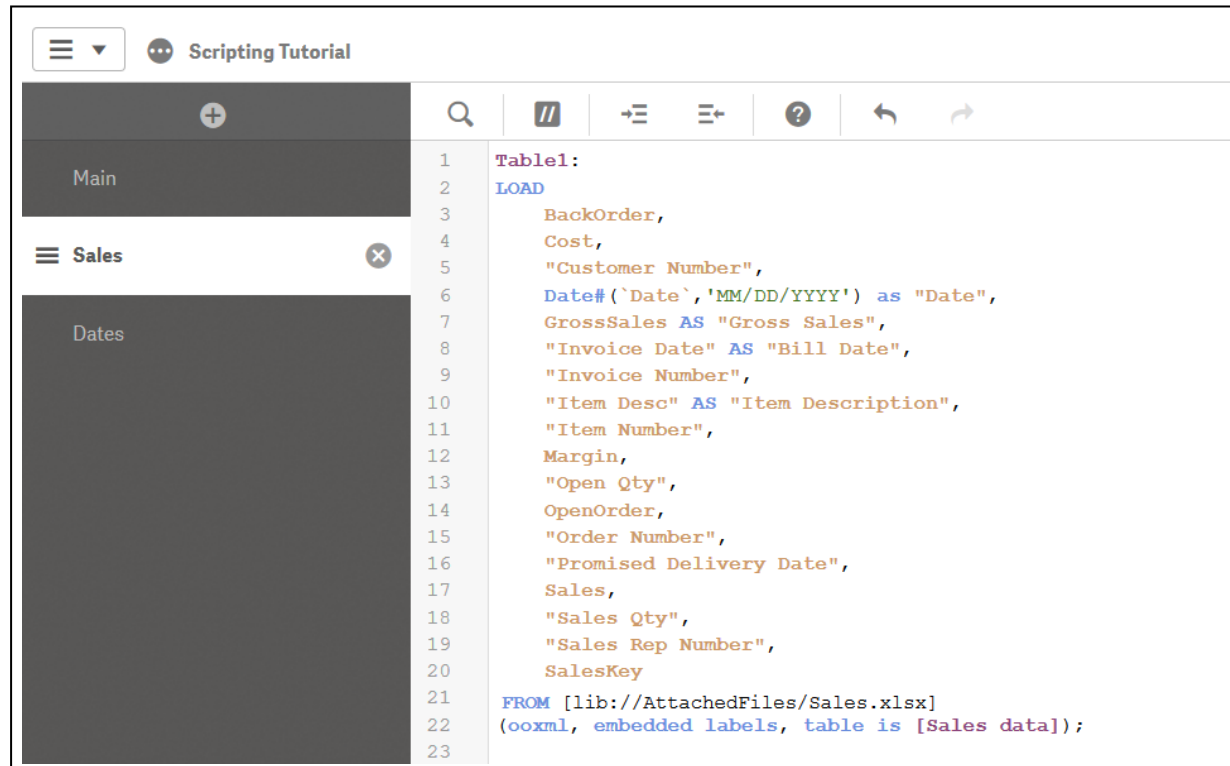 Scripting Tutorial
Main
Sales
Dates
//
?
1 Table1:
2 LOAD
3 BackOrder,
4 Cost,
5 "Customer Number",
6 Date#(`Date`,'MM/DD/YYYY') as "Date",
7 GrossSales AS "Gross Sales",
8 "Invoice Date" AS "Bill Date",
9 "Invoice Number",
10 "Item Desc" AS "Item Description",
11 "Item Number",
12 Margin,
13 "Open Qty",
14 OpenOrder,
15 "Order Number",
16 "Promised Delivery Date",
17 Sales,
18 "Sales Qty",
19 "Sales Rep Number",
20 SalesKey
21 FROM [lib://AttachedFiles/Sales.xlsx]
22 (ooxml, embedded labels, table is [Sales data]);
23